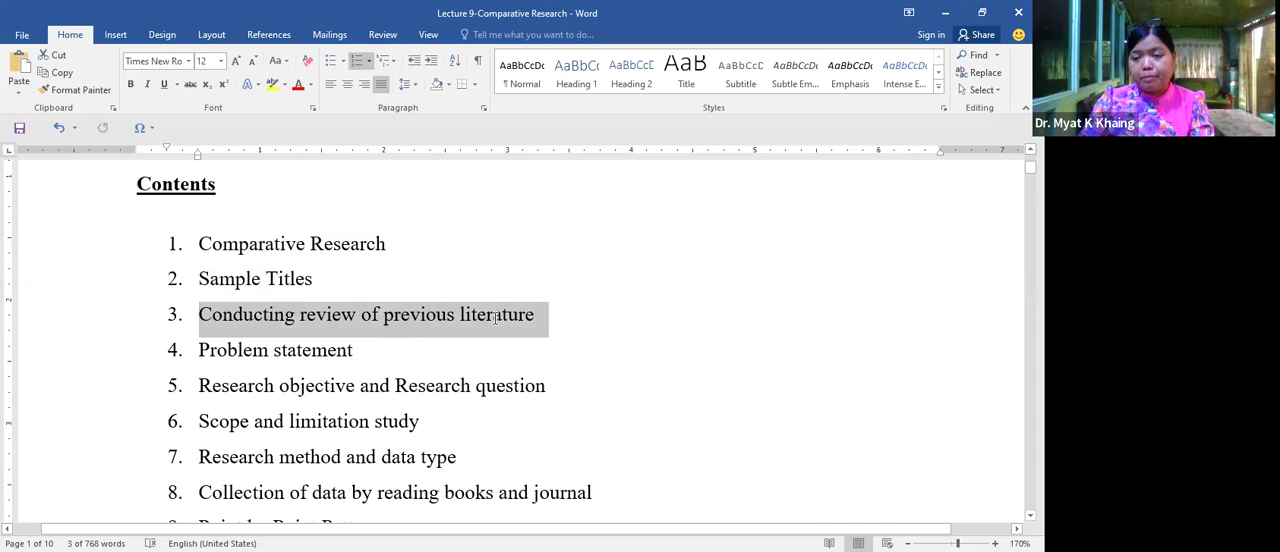 Lecture 9-Comparative Research - Word
File Home Insert Design Layout References Mailings Review View Tell me what you want to do... Sign in Share
Paste Cut Copy Format Painter
Times New Ro 12
AaBbCcDc AaBbCcDc AaBbCcDc AaB AaBbCcDc AaBbCcDc AaBbCcDc AaBbCcDc
¶ Normal Heading 1 Heading 2 Title Subtitle Subtle Em... Emphasis Intense E...
Find Replace Select
Clipboard Font Paragraph Styles Editing
Dr. Myat K Khaing
Contents
1. Comparative Research
2. Sample Titles
3. Conducting review of previous literature
4. Problem statement
5. Research objective and Research question
6. Scope and limitation study
7. Research method and data type
8. Collection of data by reading books and journal
Page 1 of 10 3 of 768 words English (United States) 170%